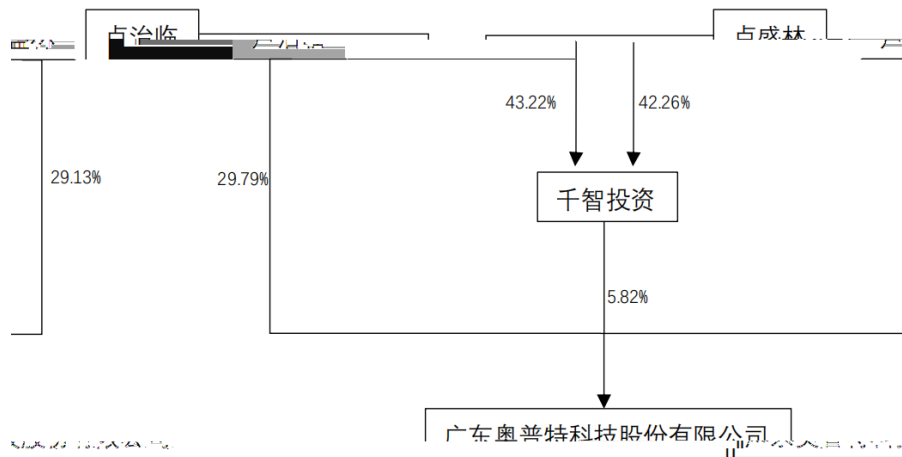 卢治临 卢盛林
43.22% 42.26%
29.13% 29.79%
千智投资
5.82%
广东奥普特科技股份有限公司